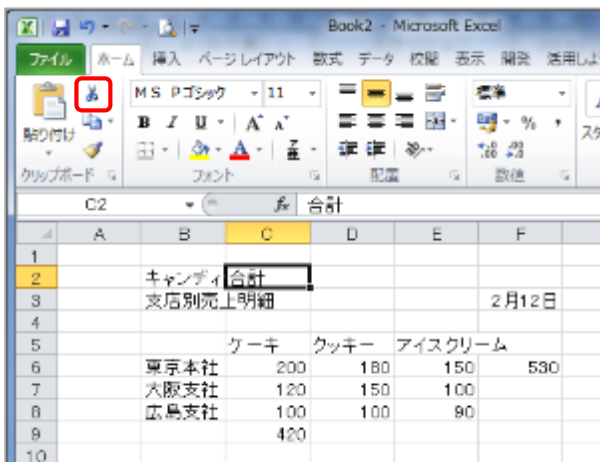 Book2 - Microsoft Excel
ファイル ホーム 挿入 ページ レイアウト 数式 データ 校閲 表示 開発 活用しよ
MS Pゴシック 11 標準
貼り付け B I U A A % , スタ
A
クリップボード フォント 配置 数値
C2 fx 合計
A B C D E F
1
2 キャンディ 合計
3 支店別売上明細 2月12日
4
5 ケーキ クッキー アイスクリーム
6 東京本社 200 180 150 530
7 大阪支社 120 150 100
8 広島支社 100 100 90
9 420
10